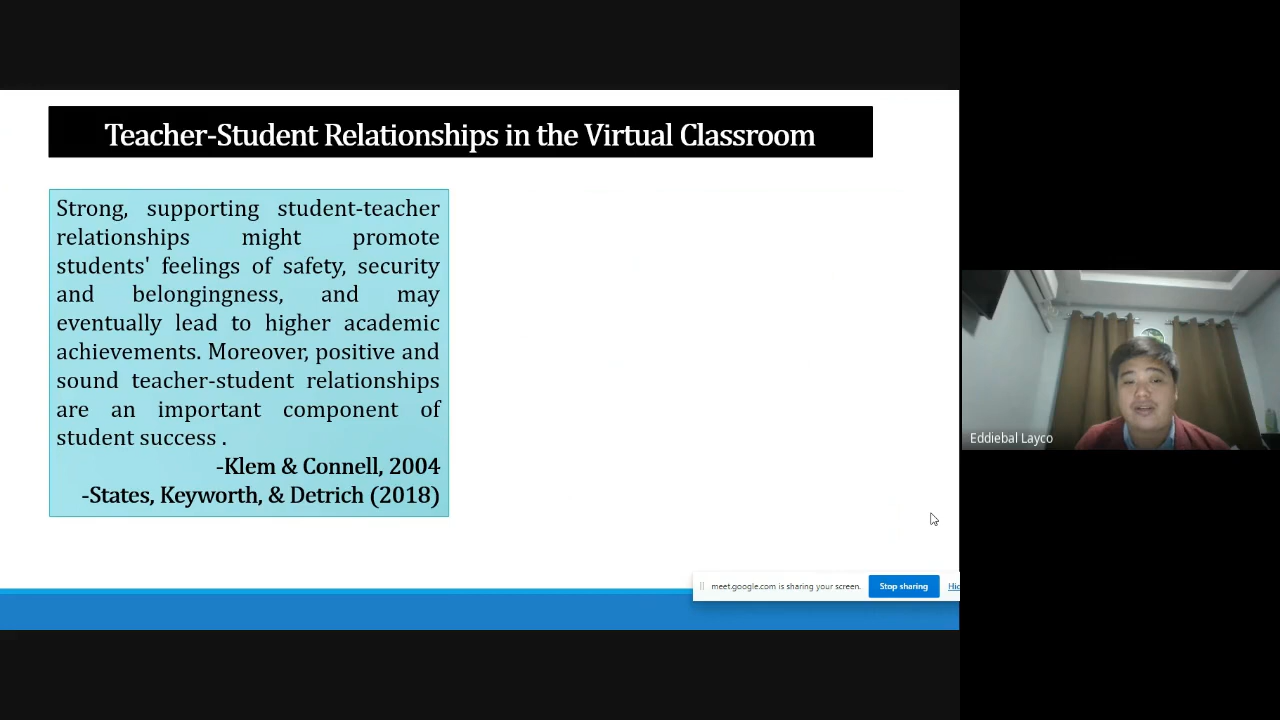 Teacher-Student Relationships in the Virtual Classroom
Strong, supporting student-teacher
relationships might promote
students' feelings of safety, security
and belongingness, and may
eventually lead to higher academic
achievements. Moreover, positive and
sound teacher-student relationships
are an important component of
student success .
-Klem & Connell, 2004
-States, Keyworth, & Detrich (2018)
Eddiebal Layco
meet.google.com is sharing your screen.
Stop sharing